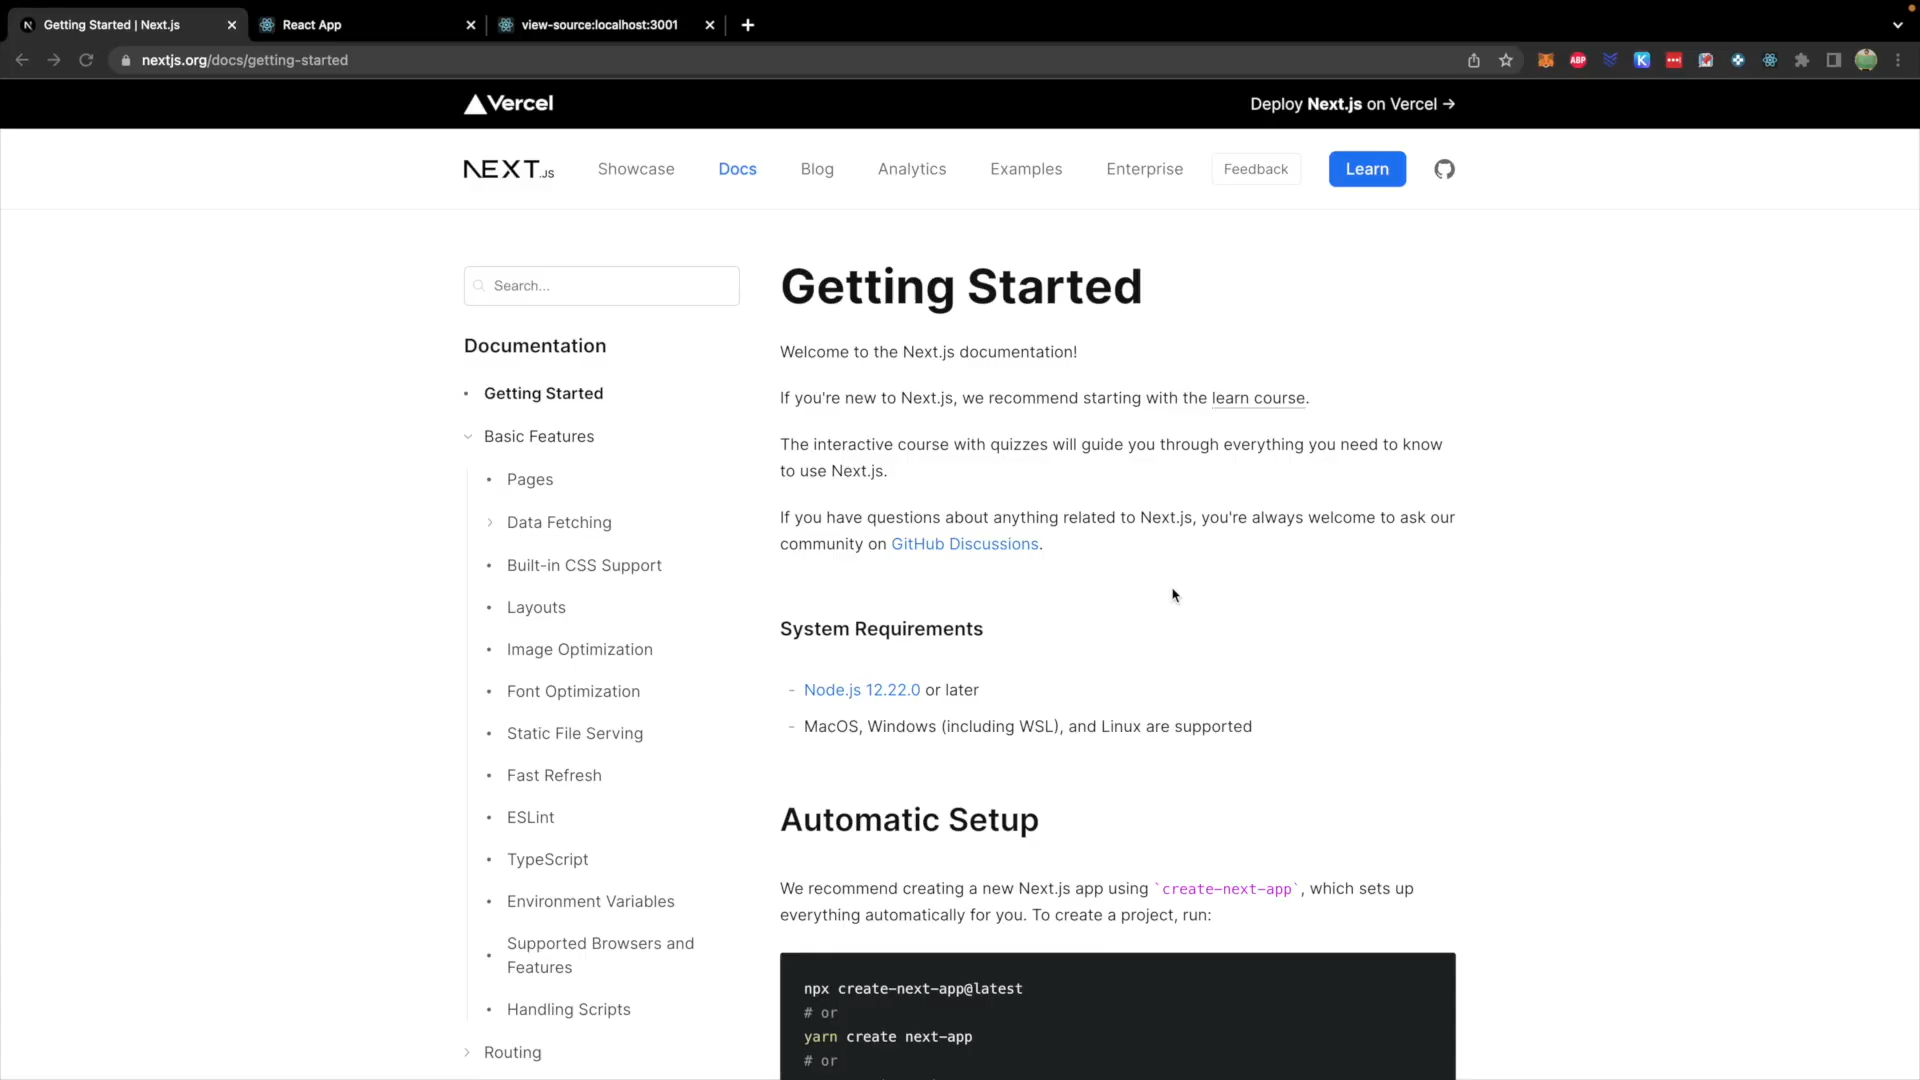 Getting Started | Next.js
React App
view-source:localhost:3001
nextjs.org/docs/getting-started
ABP
K
Vercel
Deploy Next.js on Vercel →
NEXT.JS
Showcase
Docs
Blog
Analytics
Examples
Enterprise
Feedback
Learn
Search...
Documentation
Getting Started
Basic Features
Pages
Data Fetching
Built-in CSS Support
Layouts
Image Optimization
Font Optimization
Static File Serving
Fast Refresh
ESLint
TypeScript
Environment Variables
Supported Browsers and
Features
Handling Scripts
Routing
Getting Started
Welcome to the Next.js documentation!
If you're new to Next.js, we recommend starting with the learn course.
The interactive course with quizzes will guide you through everything you need to know
to use Next.js.
If you have questions about anything related to Next.js, you're always welcome to ask our
community on GitHub Discussions.
System Requirements
- Node.js 12.22.0 or later
- MacOS, Windows (including WSL), and Linux are supported
Automatic Setup
We recommend creating a new Next.js app using `create-next-app`, which sets up
everything automatically for you. To create a project, run:
npx create-next-app@latest
# or
yarn create next-app
# or